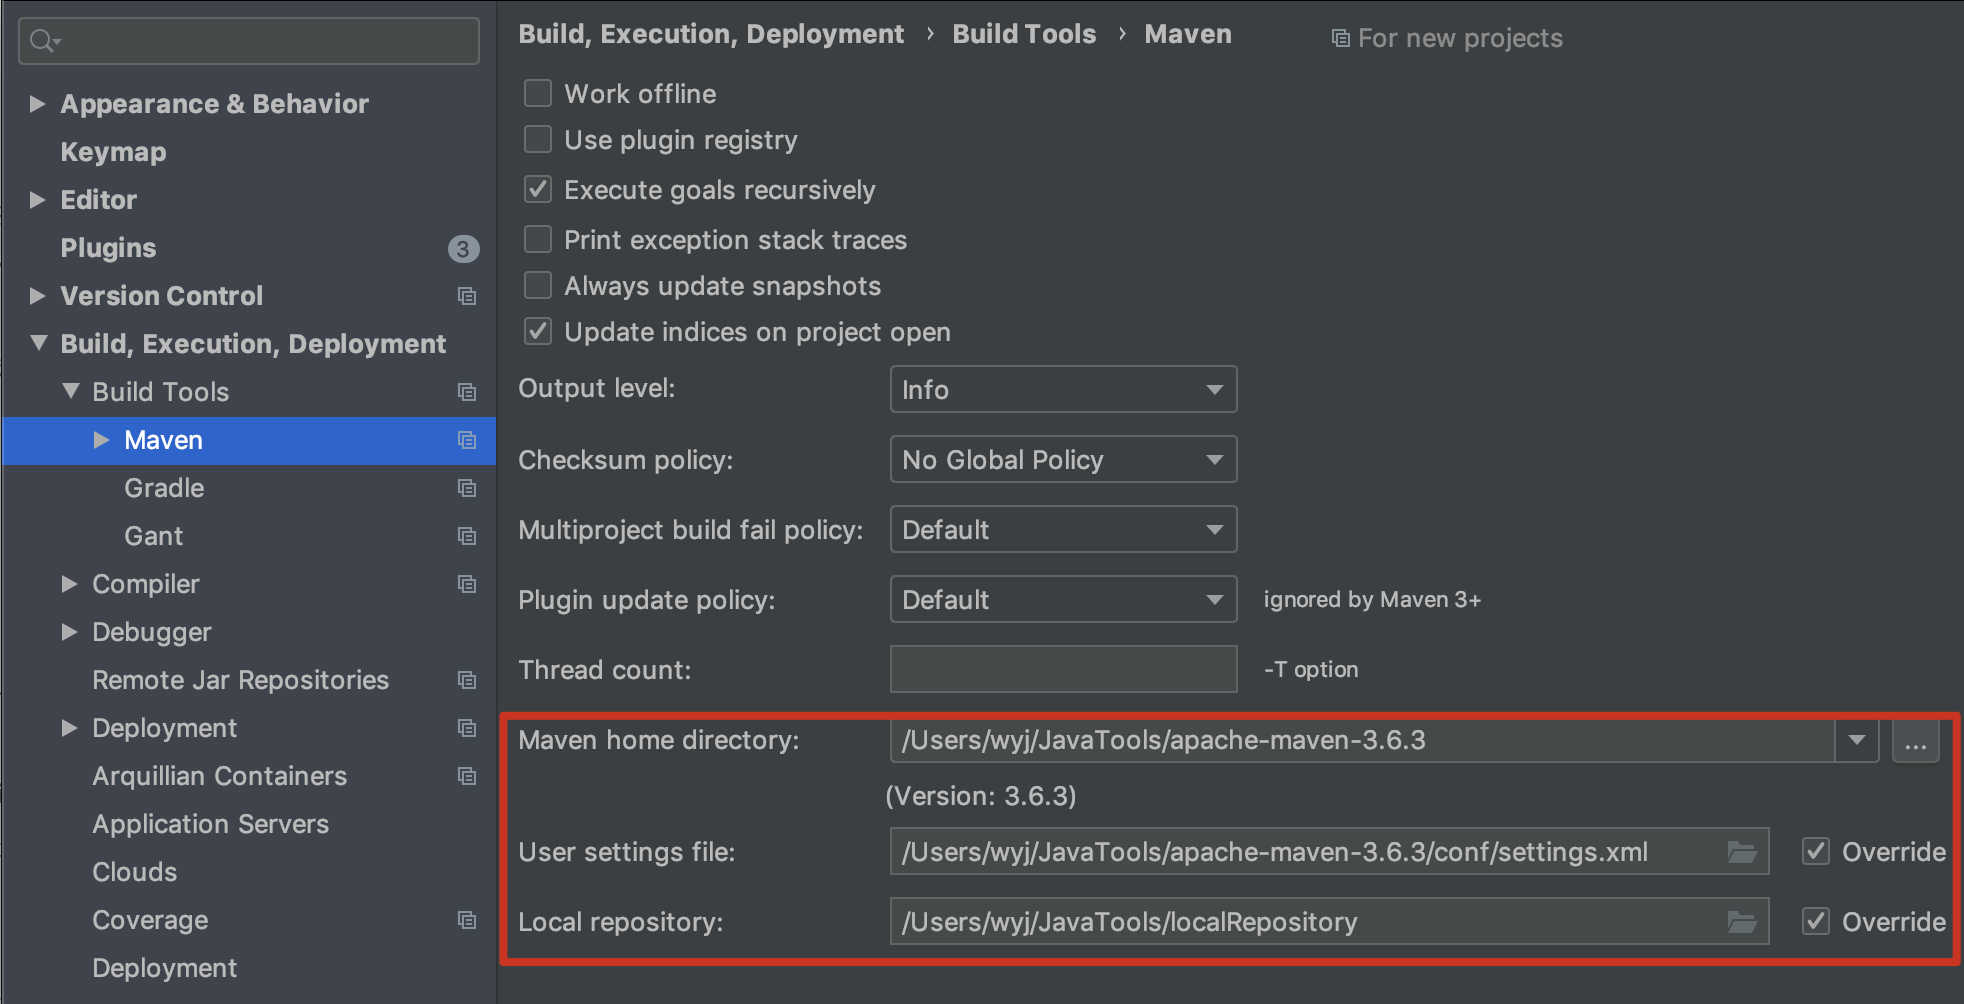 Appearance & Behavior
Keymap
Editor
Plugins 3
Version Control
Build, Execution, Deployment
Build Tools
Maven
Gradle
Gant
Compiler
Debugger
Remote Jar Repositories
Deployment
Arquillian Containers
Application Servers
Clouds
Coverage
Deployment
Build, Execution, Deployment › Build Tools › Maven For new projects
Work offline
Use plugin registry
Execute goals recursively
Print exception stack traces
Always update snapshots
Update indices on project open
Output level: Info
Checksum policy: No Global Policy
Multiproject build fail policy: Default
Plugin update policy: Default ignored by Maven 3+
Thread count: -T option
Maven home directory: /Users/wyj/JavaTools/apache-maven-3.6.3 ...
(Version: 3.6.3)
User settings file: /Users/wyj/JavaTools/apache-maven-3.6.3/conf/settings.xml Override
Local repository: /Users/wyj/JavaTools/localRepository Override